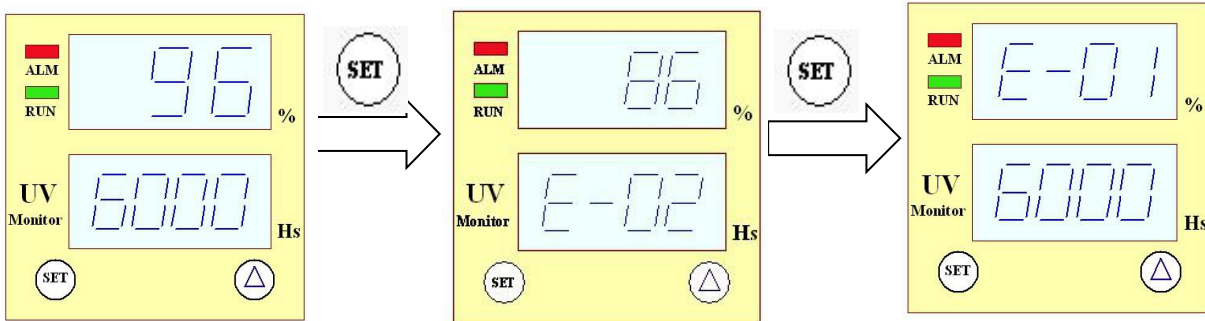 96
ALM
RUN
%
6000
UV
Monitor
Hs
SET
SET
86
ALM
RUN
%
E-02
UV
Monitor
Hs
SET
SET
E-01
ALM
RUN
%
6000
UV
Monitor
Hs
SET